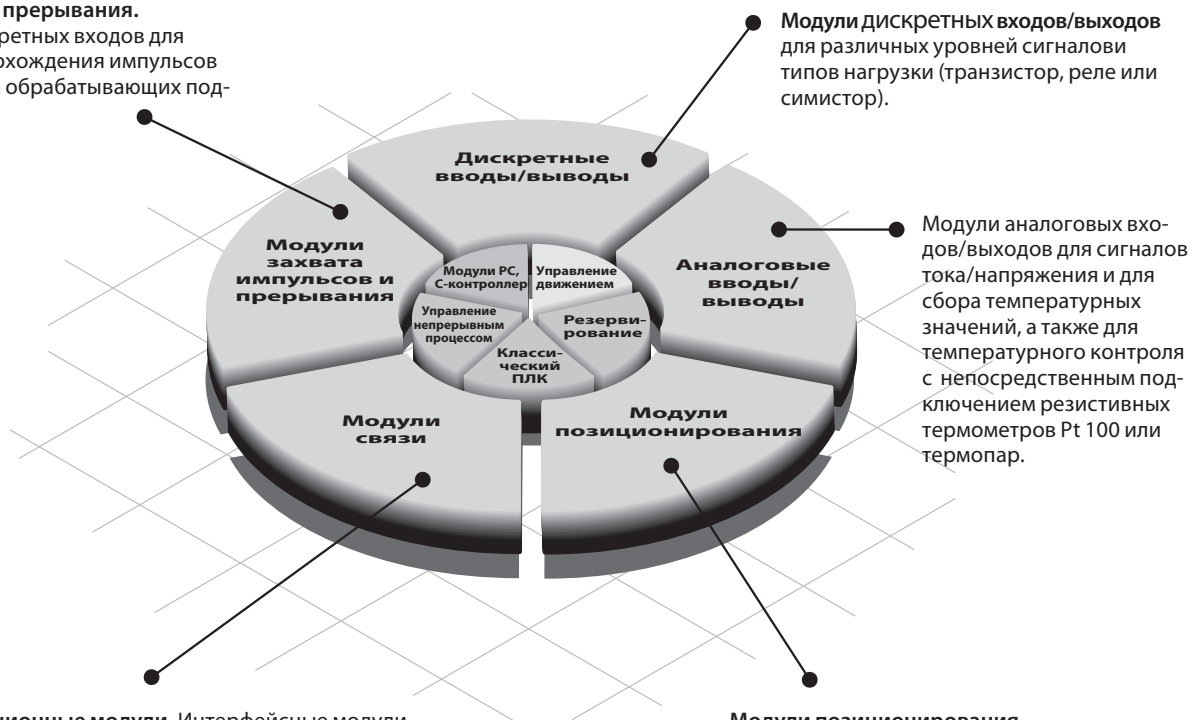 прерывания.
ретных входов для
охождения импульсов
обрабатывающих под-
Модули дискретных входов/выходов
для различных уровней сигналови
типов нагрузки (транзистор, реле или
симистор).
Дискретные
вводы/выводы
Модули
захвата
импульсов и
прерывания
Аналоговые
вводы/
выводы
Модули PC,
С-контроллер
Управление
движением
Управление
непрерывным
процессом
Резерви-
рование
Класси-
ческий
ПЛК
Модули
связи
Модули
позиционирования
Модули аналоговых вхо-
дов/выходов для сигналов
тока/напряжения и для
сбора температурных
значений, а также для
температурного контроля
с непосредственным под-
ключением резистивных
термометров Pt 100 или
термопар.
ционные модули. Интерфейсные модули
Модули позиционирования